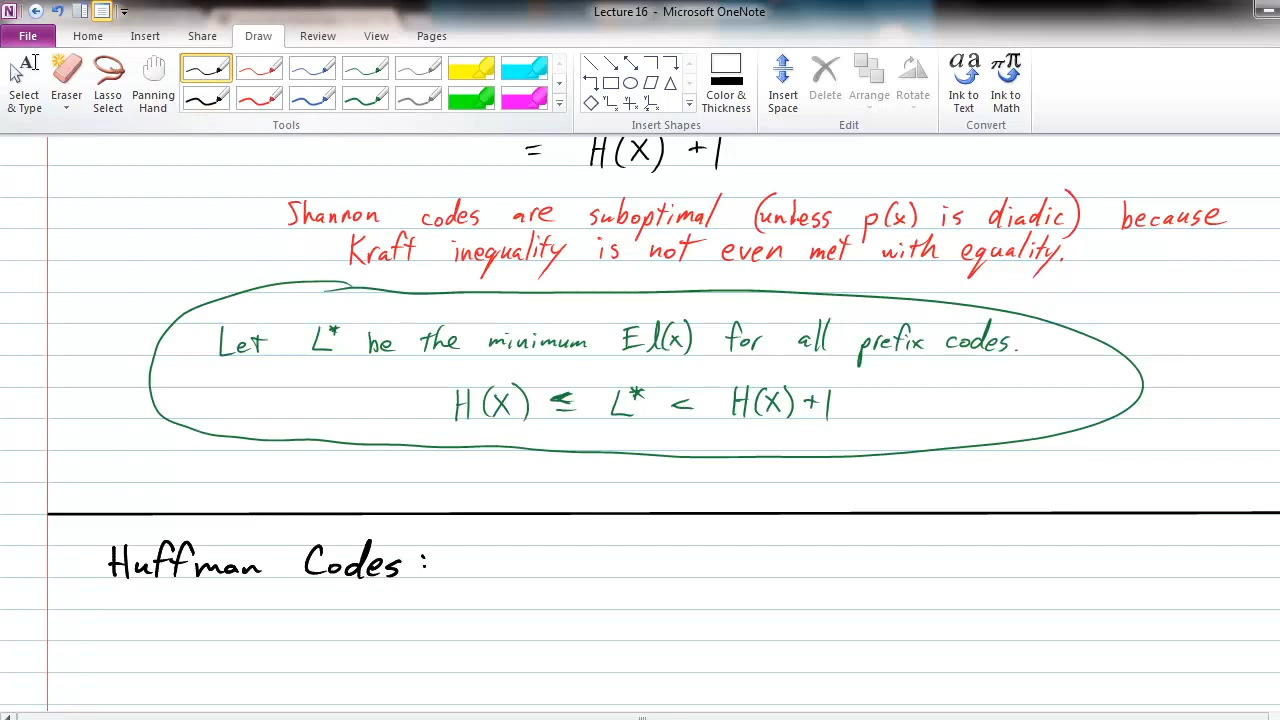 Lecture 16 - Microsoft OneNote
File Home Insert Share Draw Review View Pages
Select & Type Eraser Lasso Select Panning Hand Color & Thickness Insert Space Delete Arrange Rotate Ink to Text Ink to Math
Tools Insert Shapes Edit Convert
= H(X) +1
Shannon codes are suboptimal (unless p(x) is diadic) because
Kraft inequality is not even met with equality.
Let L* be the minimum El(x) for all prefix codes.
H(X) ≤ L* < H(X)+1
Huffman Codes: